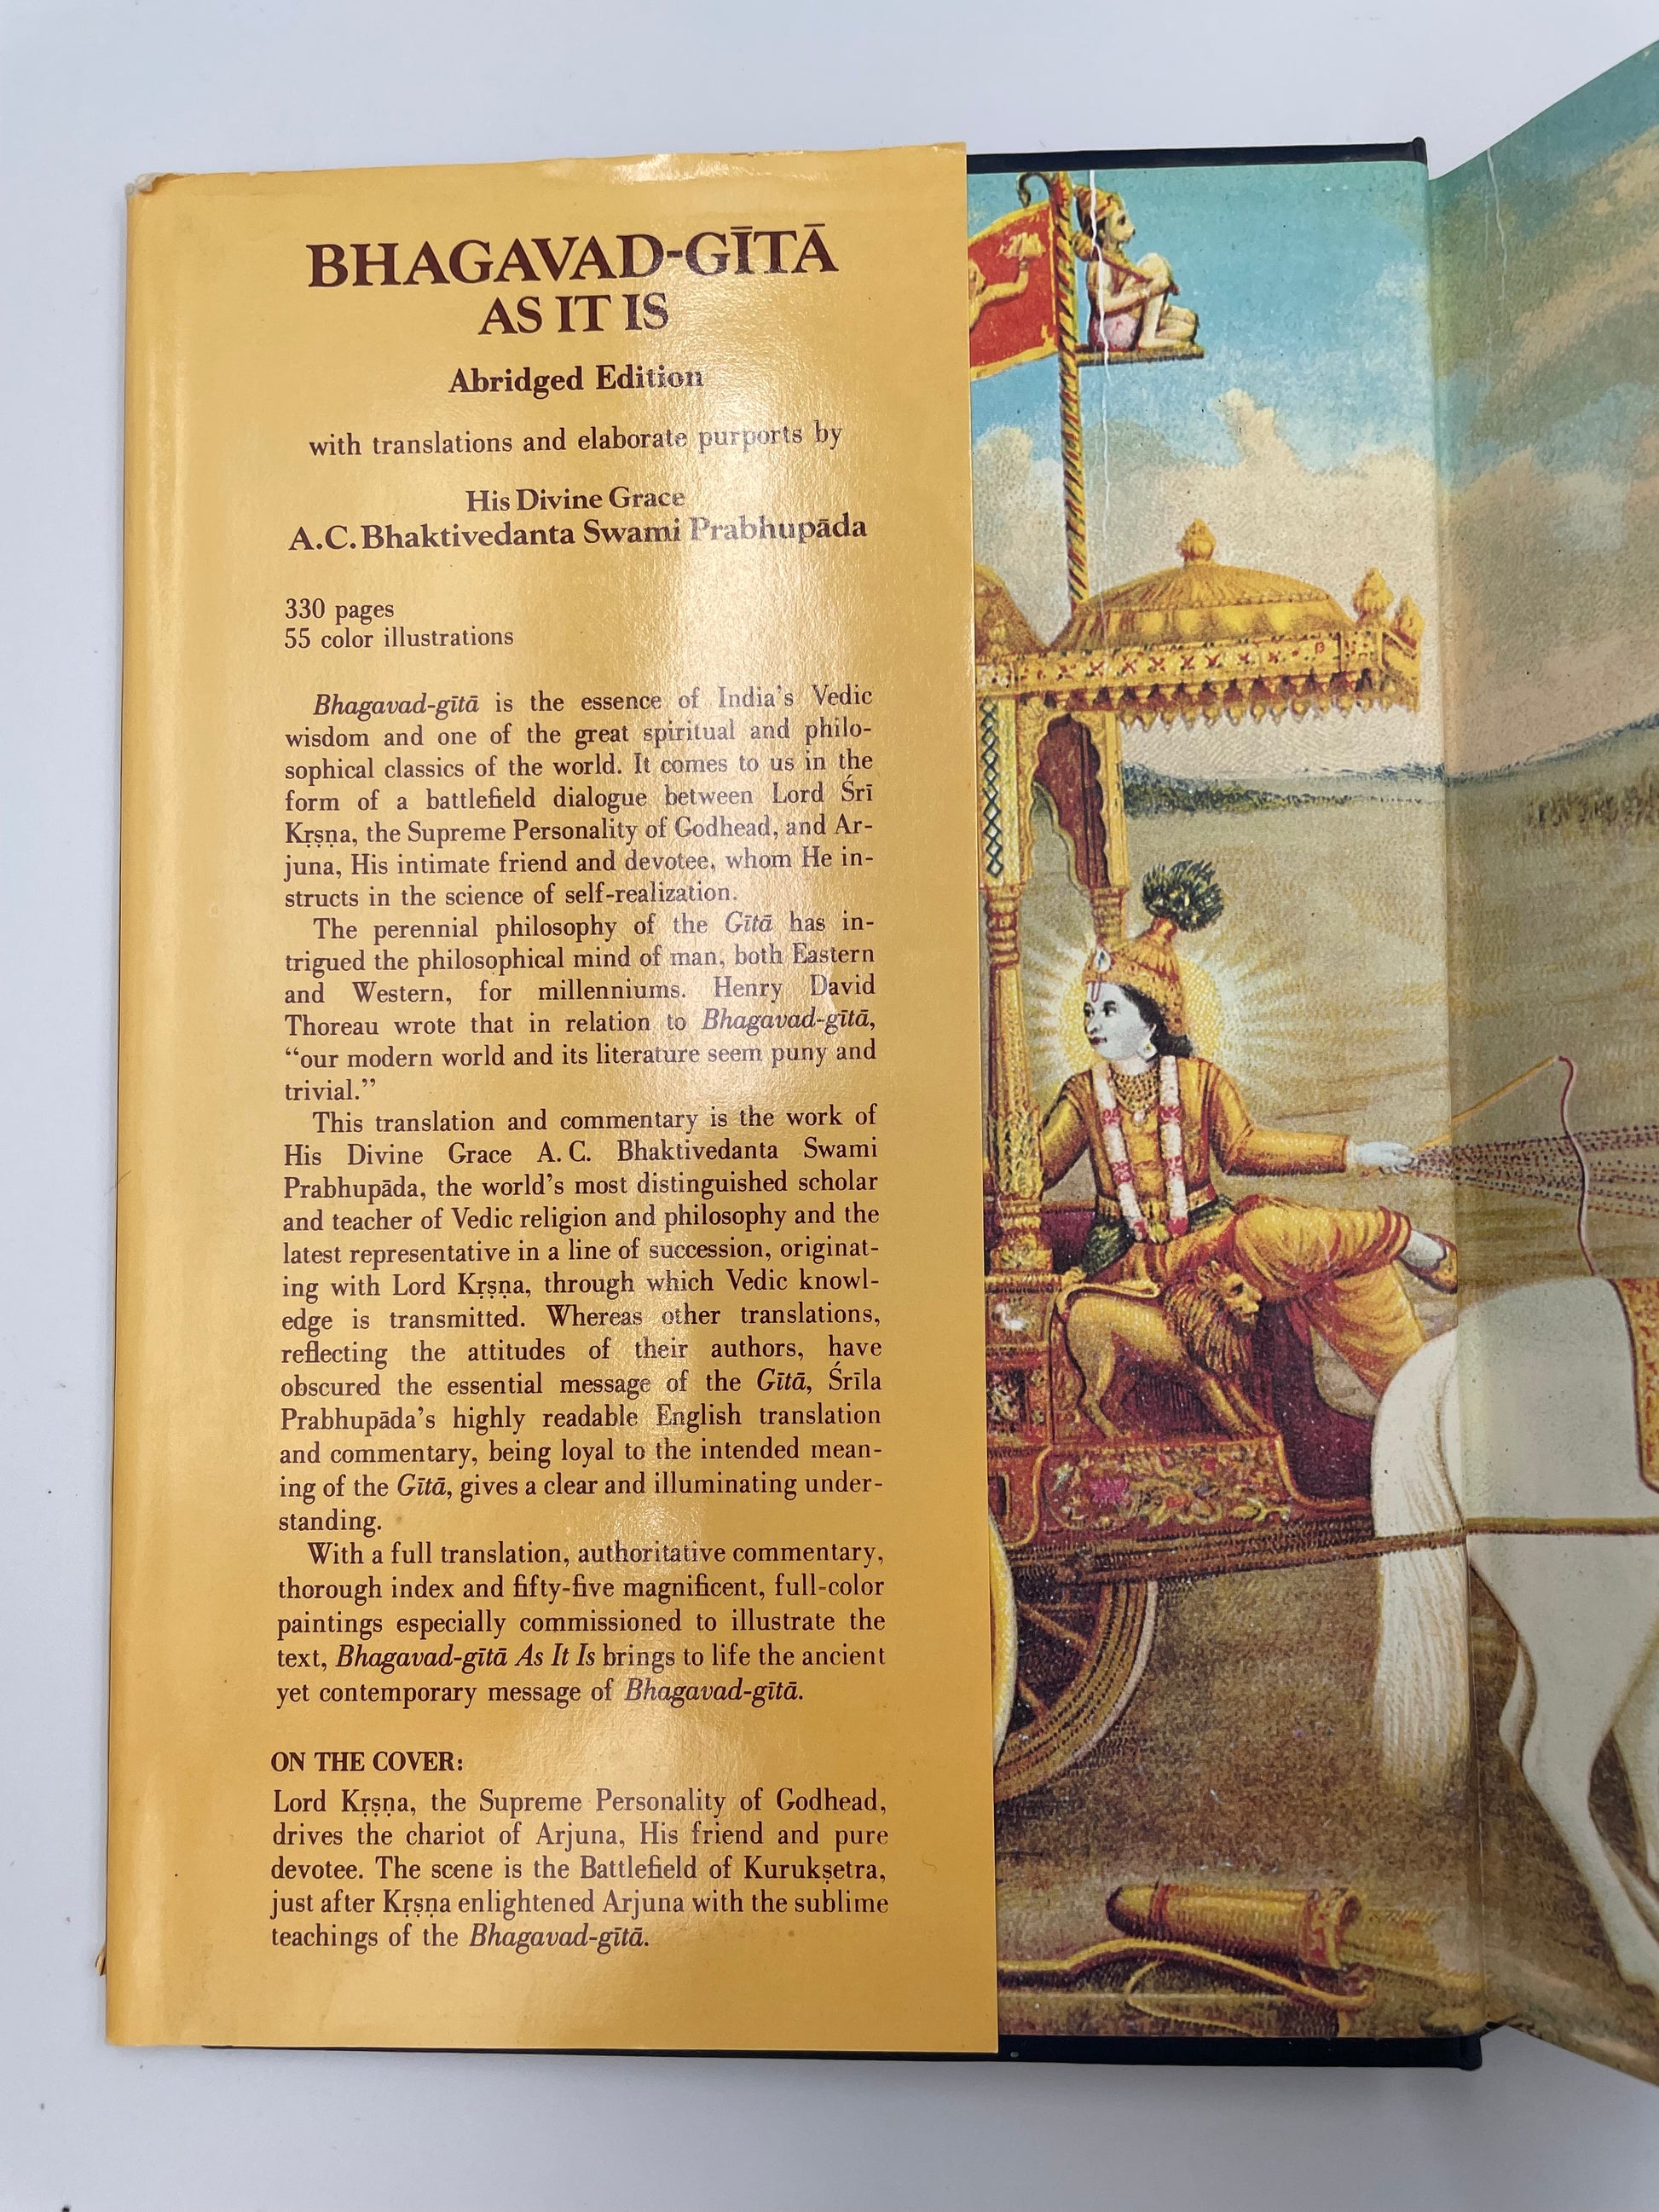 BHAGAVAD-GĪTĀ
AS IT IS
Abridged Edition
with translations and elaborate purports by
His Divine Grace
A.C. Bhaktivedanta Swami Prabhupāda
330 pages
55 color illustrations
Bhagavad-gītā is the essence of India's Vedic
wisdom and one of the great spiritual and philo-
sophical classics of the world. It comes to us in the
form of a battlefield dialogue between Lord Śrī
Kṛṣṇa, the Supreme Personality of Godhead, and Ar-
juna, His intimate friend and devotee, whom He in-
structs in the science of self-realization.
The perennial philosophy of the Gītā has in-
trigued the philosophical mind of man, both Eastern
and Western, for millenniums. Henry David
Thoreau wrote that in relation to Bhagavad-gītā,
“our modern world and its literature seem puny and
trivial.”
This translation and commentary is the work of
His Divine Grace A. C. Bhaktivedanta Swami
Prabhupāda, the world's most distinguished scholar
and teacher of Vedic religion and philosophy and the
latest representative in a line of succession, originat-
ing with Lord Kṛṣṇa, through which Vedic knowl-
edge is transmitted. Whereas other translations,
reflecting the attitudes of their authors, have
obscured the essential message of the Gītā, Śrīla
Prabhupāda's highly readable English translation
and commentary, being loyal to the intended mean-
ing of the Gītā, gives a clear and illuminating under-
standing.
With a full translation, authoritative commentary,
thorough index and fifty-five magnificent, full-color
paintings especially commissioned to illustrate the
text, Bhagavad-gītā As It Is brings to life the ancient
yet contemporary message of Bhagavad-gītā.
ON THE COVER:
Lord Kṛṣṇa, the Supreme Personality of Godhead,
drives the chariot of Arjuna, His friend and pure
devotee. The scene is the Battlefield of Kurukṣetra,
just after Kṛṣṇa enlightened Arjuna with the sublime
teachings of the Bhagavad-gītā.